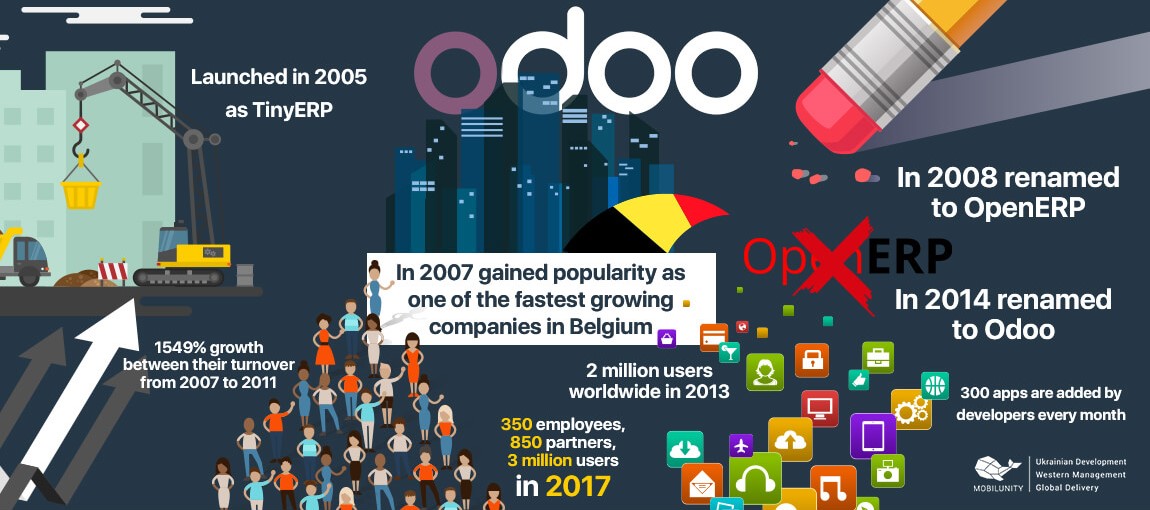 odoo
Launched in 2005
as TinyERP
In 2008 renamed
to OpenERP
OpenERP
In 2007 gained popularity as
one of the fastest growing
companies in Belgium
In 2014 renamed
to Odoo
1549% growth
between their turnover
from 2007 to 2011
2 million users
worldwide in 2013
300 apps are added by
developers every month
350 employees,
850 partners,
3 million users
in 2017
MOBILUNITY
Ukrainian Development
Western Management
Global Delivery